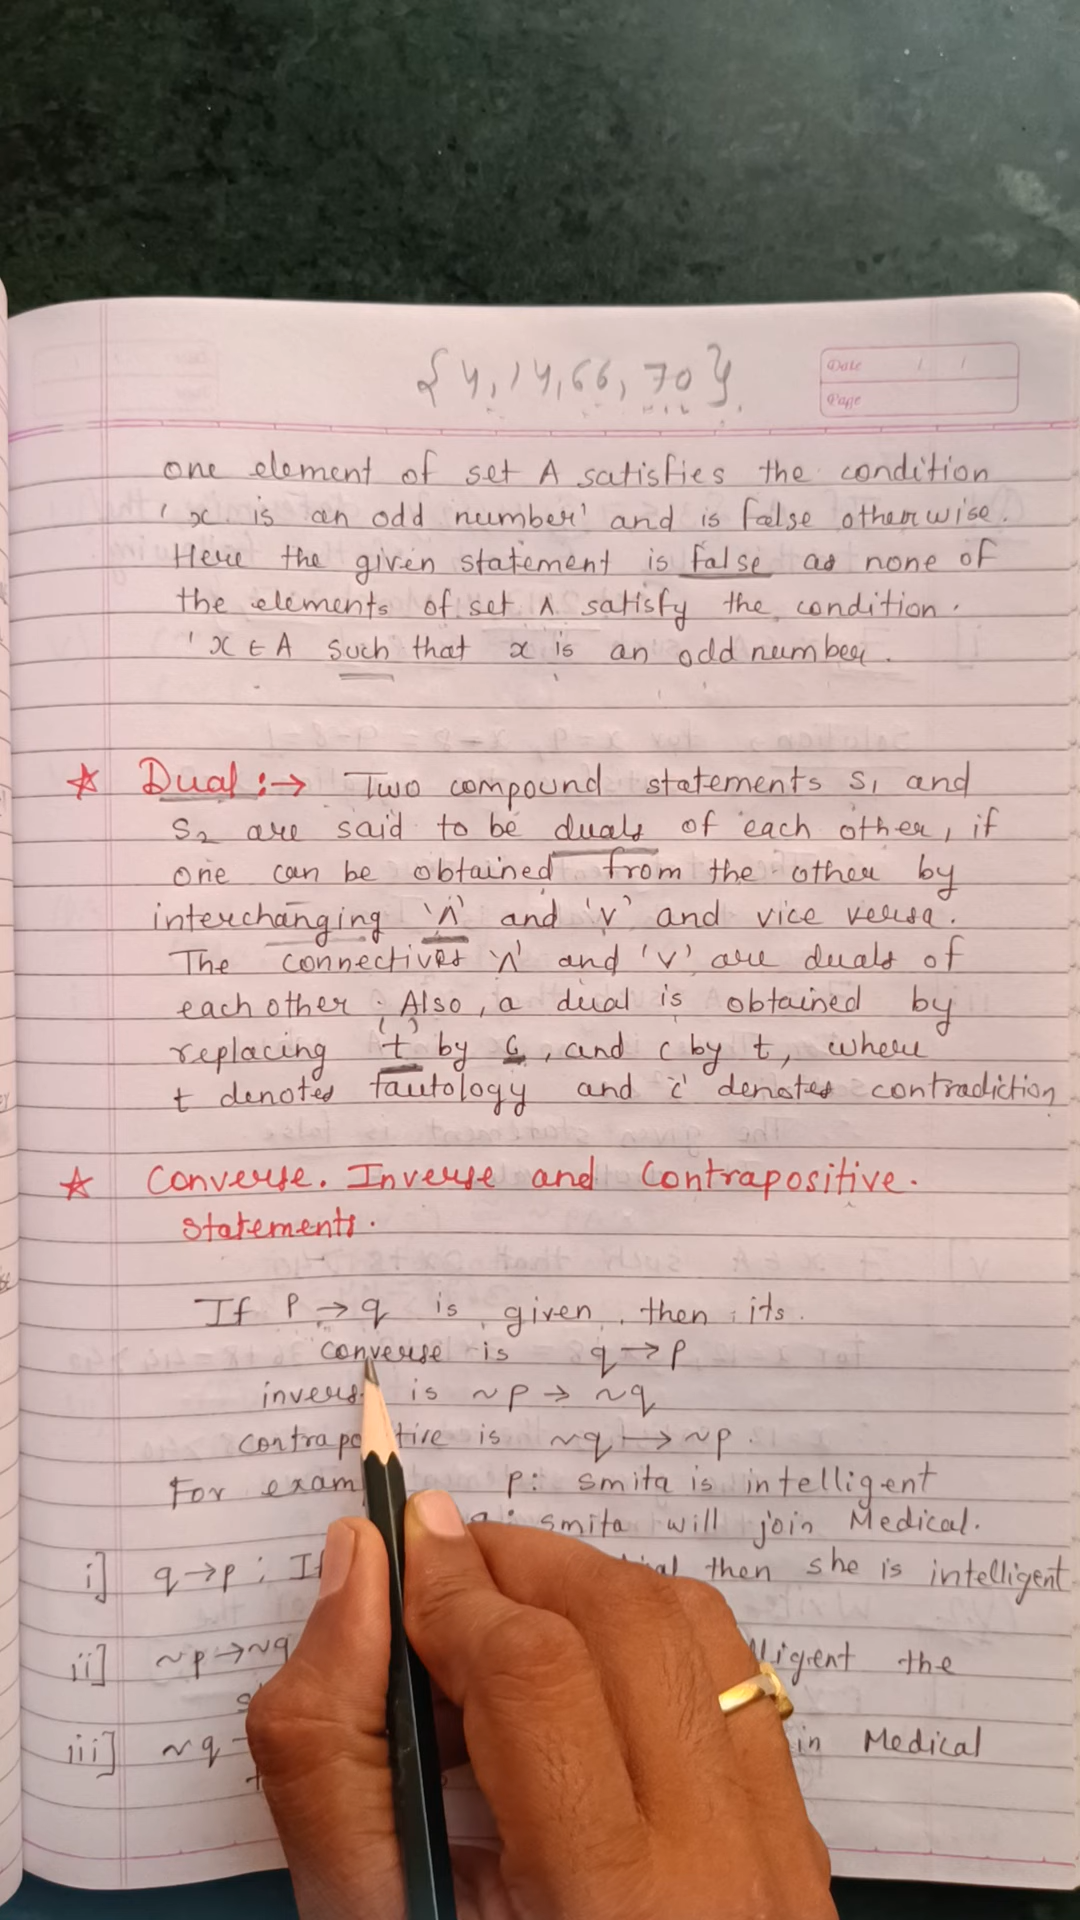 {4, 14, 66, 70}
Date / /
Page
one element of set A satisfies the condition
' x is an odd number' and is false otherwise.
Here the given statement is false as none of
the elements of set A satisfy the condition.
' x ∈ A such that x is an odd number.
☆ Dual :→ Two compound statements S₁ and
S₂ are said to be duals of each other, if
one can be obtained from the other by
interchanging '∧' and 'v' and vice versa.
The connectives '∧' and 'v' are duals of
each other. Also, a dual is obtained by
replacing 't' by c, and c by t, where
t denotes tautology and 'c' denotes contradiction
☆ Converse. Inverse and Contrapositive.
statements.
If p → q is given, then its.
converse is q → p
inverse is ~p → ~q
contrapositive is ~q → ~p.
For exam p: smita is intelligent
q: smita will join Medical.
i] q→p : If then she is intelligent
ii] ~p→~q the
iii] ~q in Medical